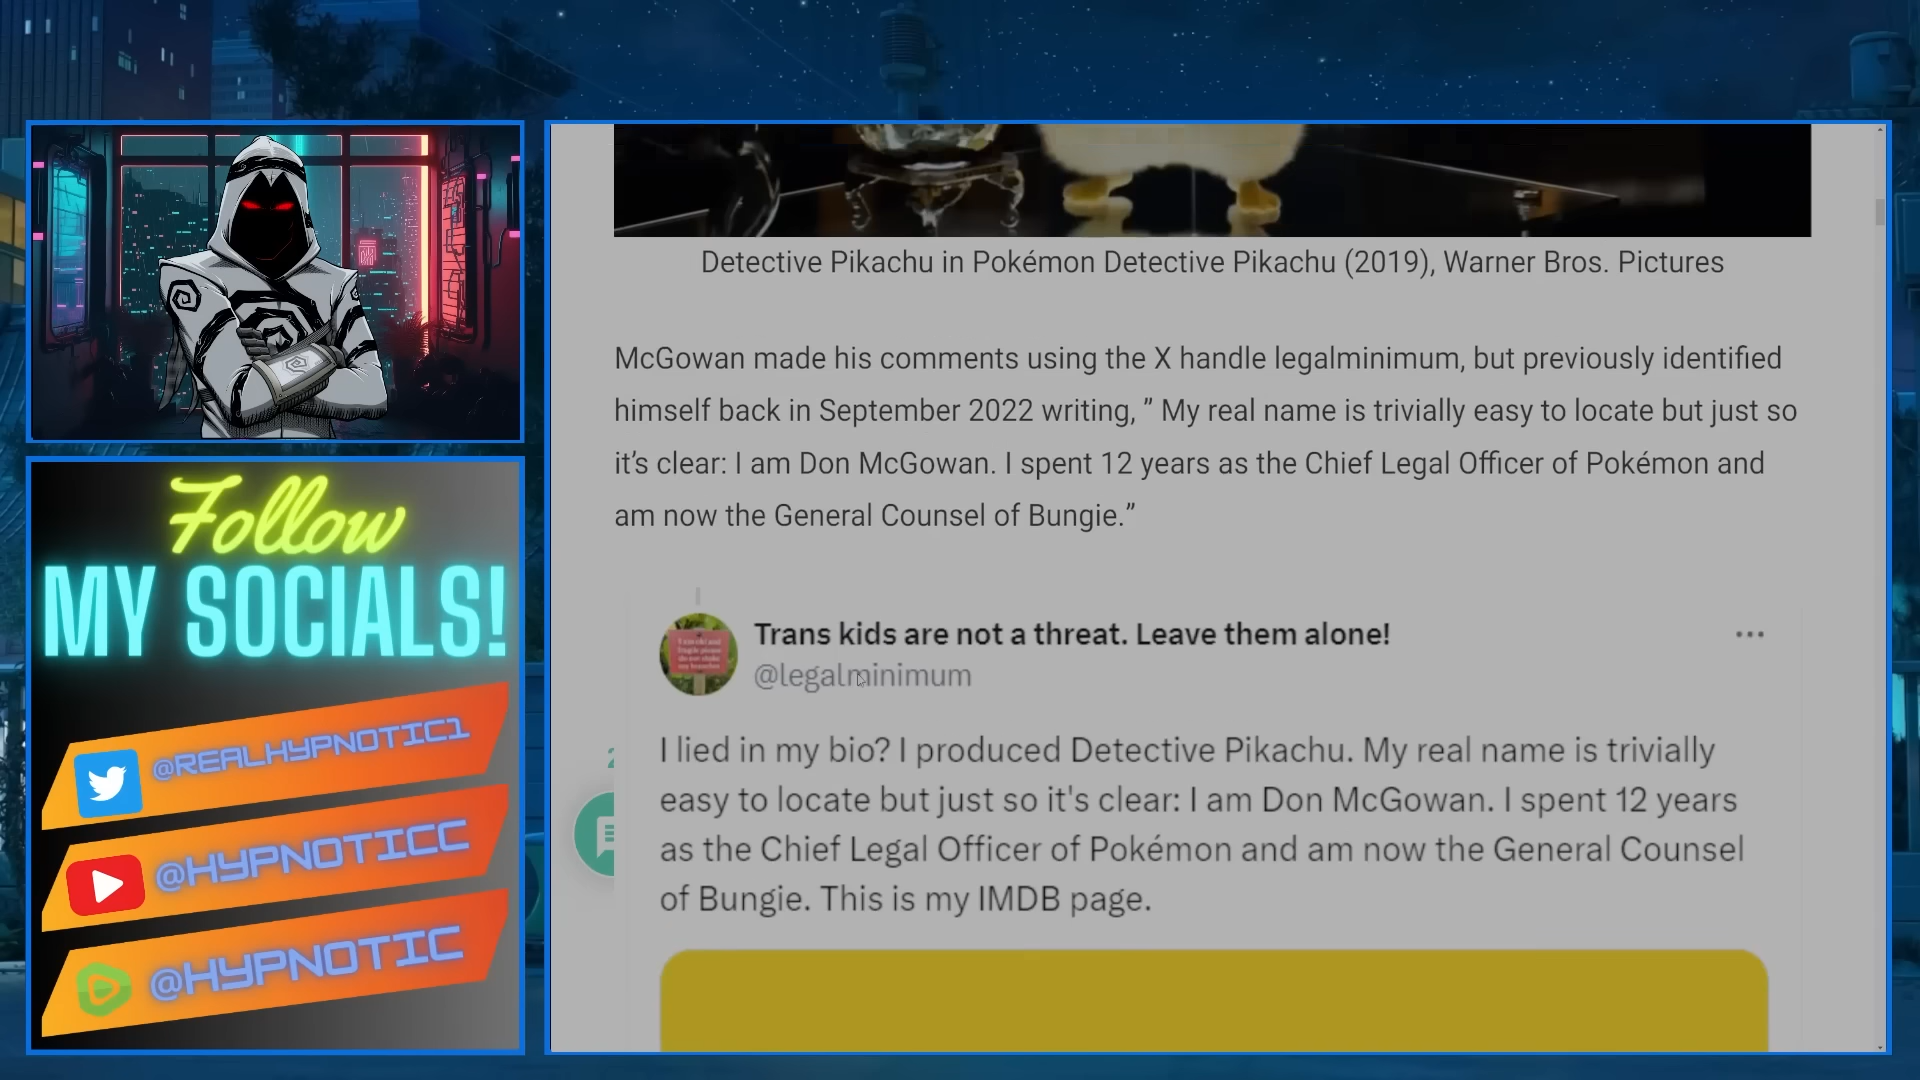 Follow
MY SOCIALS!
@REALHYPNOTIC1
@HYPNOTICC
@HYPNOTIC
Detective Pikachu in Pokémon Detective Pikachu (2019), Warner Bros. Pictures
McGowan made his comments using the X handle legalminimum, but previously identified
himself back in September 2022 writing, ” My real name is trivially easy to locate but just so
it’s clear: I am Don McGowan. I spent 12 years as the Chief Legal Officer of Pokémon and
am now the General Counsel of Bungie.”
Trans kids are not a threat. Leave them alone!
@legalminimum
I lied in my bio? I produced Detective Pikachu. My real name is trivially
easy to locate but just so it's clear: I am Don McGowan. I spent 12 years
as the Chief Legal Officer of Pokémon and am now the General Counsel
of Bungie. This is my IMDB page.